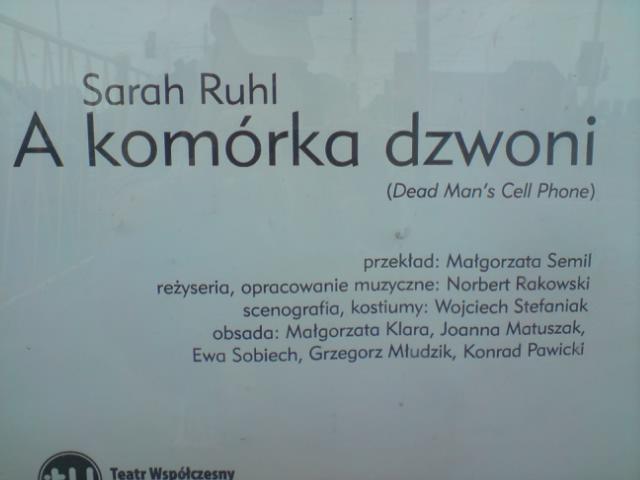 Sarah Ruhl
A komórka dzwoni
(Dead Man's Cell Phone)
przekład: Małgorzata Semil
reżyseria, opracowanie muzyczne: Norbert Rakowski
scenografia, kostiumy: Wojciech Stefaniak
obsada: Małgorzata Klara, Joanna Matuszak,
Ewa Sobiech, Grzegorz Młudzik, Konrad Pawicki
Teatr Współczesny